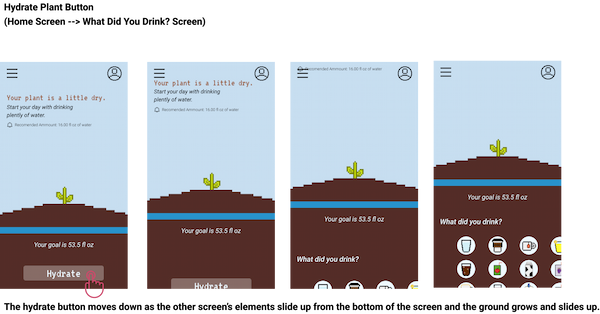 Hydrate Plant Button
(Home Screen --> What Did You Drink? Screen)
Your plant is a little dry.
Start your day with drinking
plently of water.
Recomended Ammount: 16.00 fl oz of water
Your goal is 53.5 fl oz
Hydrate
Your plant is a little dry.
Start your day with drinking
plently of water.
Recomended Ammount: 16.00 fl oz of water
Your goal is 53.5 fl oz
Hydrate
Recomended Ammount: 16.00 fl oz of water
Your goal is 53.5 fl oz
What did you drink?
Your goal is 53.5 fl oz
What did you drink?
The hydrate button moves down as the other screen's elements slide up from the bottom of the screen and the ground grows and slides up.